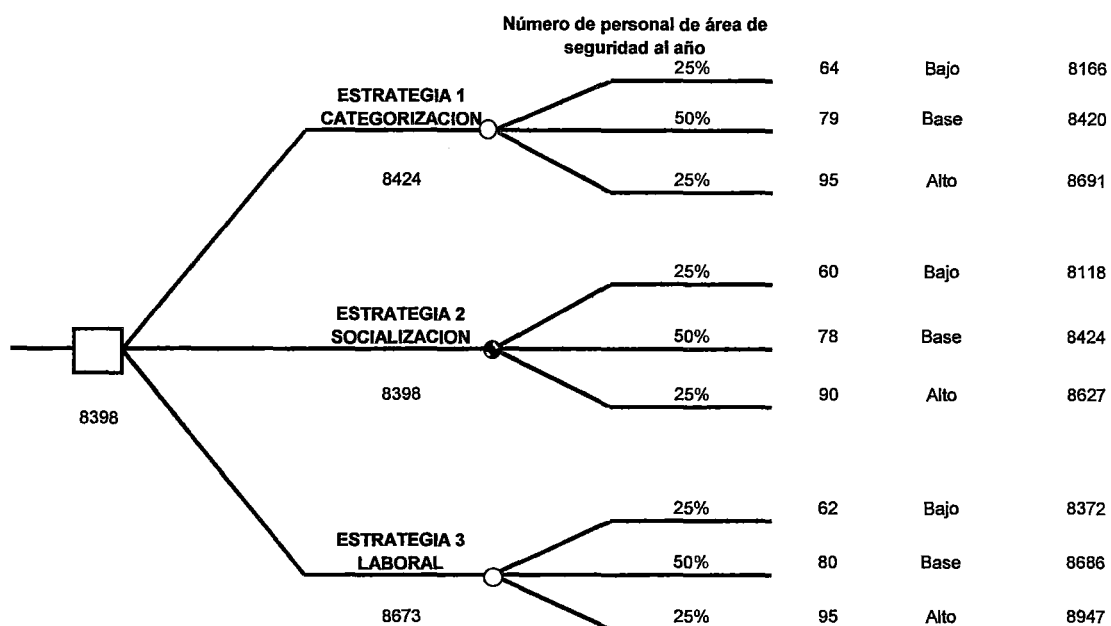 Número de personal de área de
seguridad al año
25% 64 Bajo 8166
ESTRATEGIA 1
CATEGORIZACION 50% 79 Base 8420
8424 25% 95 Alto 8691
25% 60 Bajo 8118
ESTRATEGIA 2
SOCIALIZACION 50% 78 Base 8424
8398 25% 90 Alto 8627
8398
25% 62 Bajo 8372
ESTRATEGIA 3
LABORAL 50% 80 Base 8686
8673 25% 95 Alto 8947